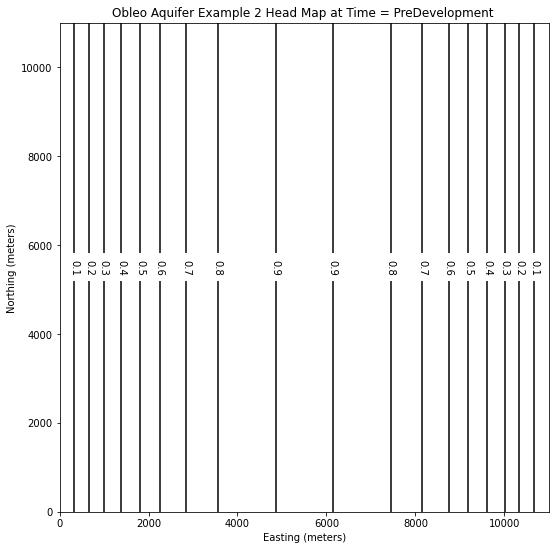 Obleo Aquifer Example 2 Head Map at Time = PreDevelopment
10000
8000
6000
4000
2000
0
Northing (meters)
0.1 0.2 0.3 0.4 0.5 0.6 0.7 0.8 0.9 0.9 0.8 0.7 0.6 0.5 0.4 0.3 0.2 0.1
0 2000 4000 6000 8000 10000
Easting (meters)